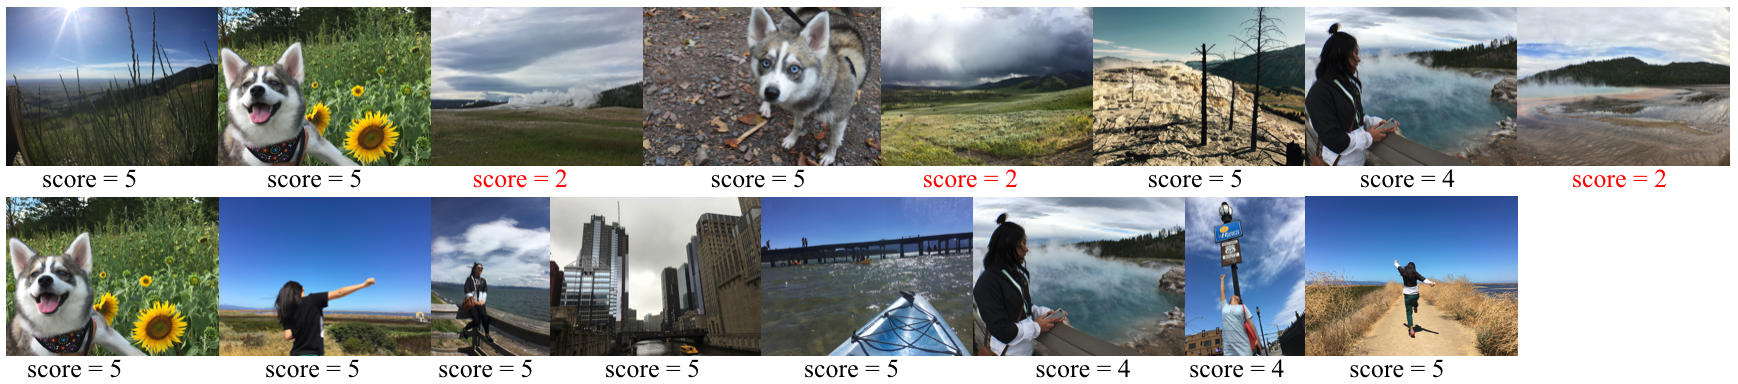 score = 5
score = 5
score = 2
score = 5
score = 2
score = 5
score = 4
score = 2
score = 5
score = 5
score = 5
score = 5
score = 5
score = 4
score = 4
score = 5